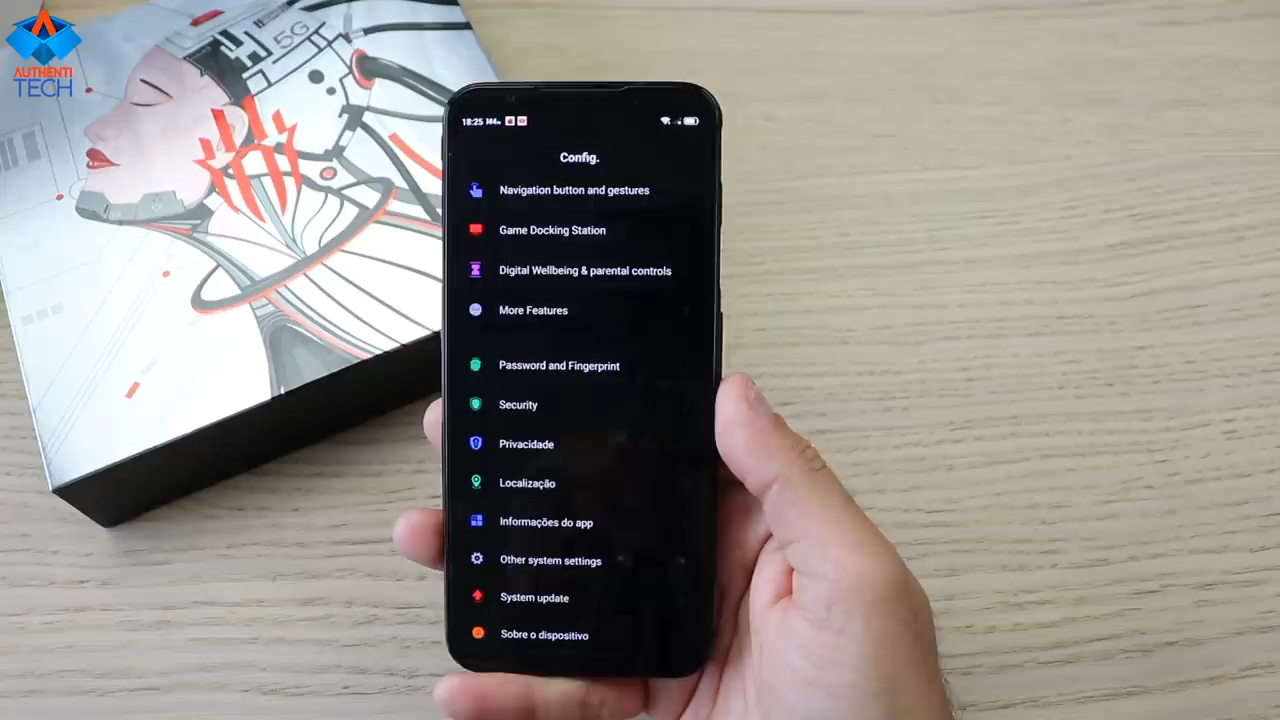 AUTHENTI
TECH
5G
18:25
Config.
Navigation button and gestures
Game Docking Station
Digital Wellbeing & parental controls
More Features
Password and Fingerprint
Security
Privacidade
Localização
Informações do app
Other system settings
System update
Sobre o dispositivo